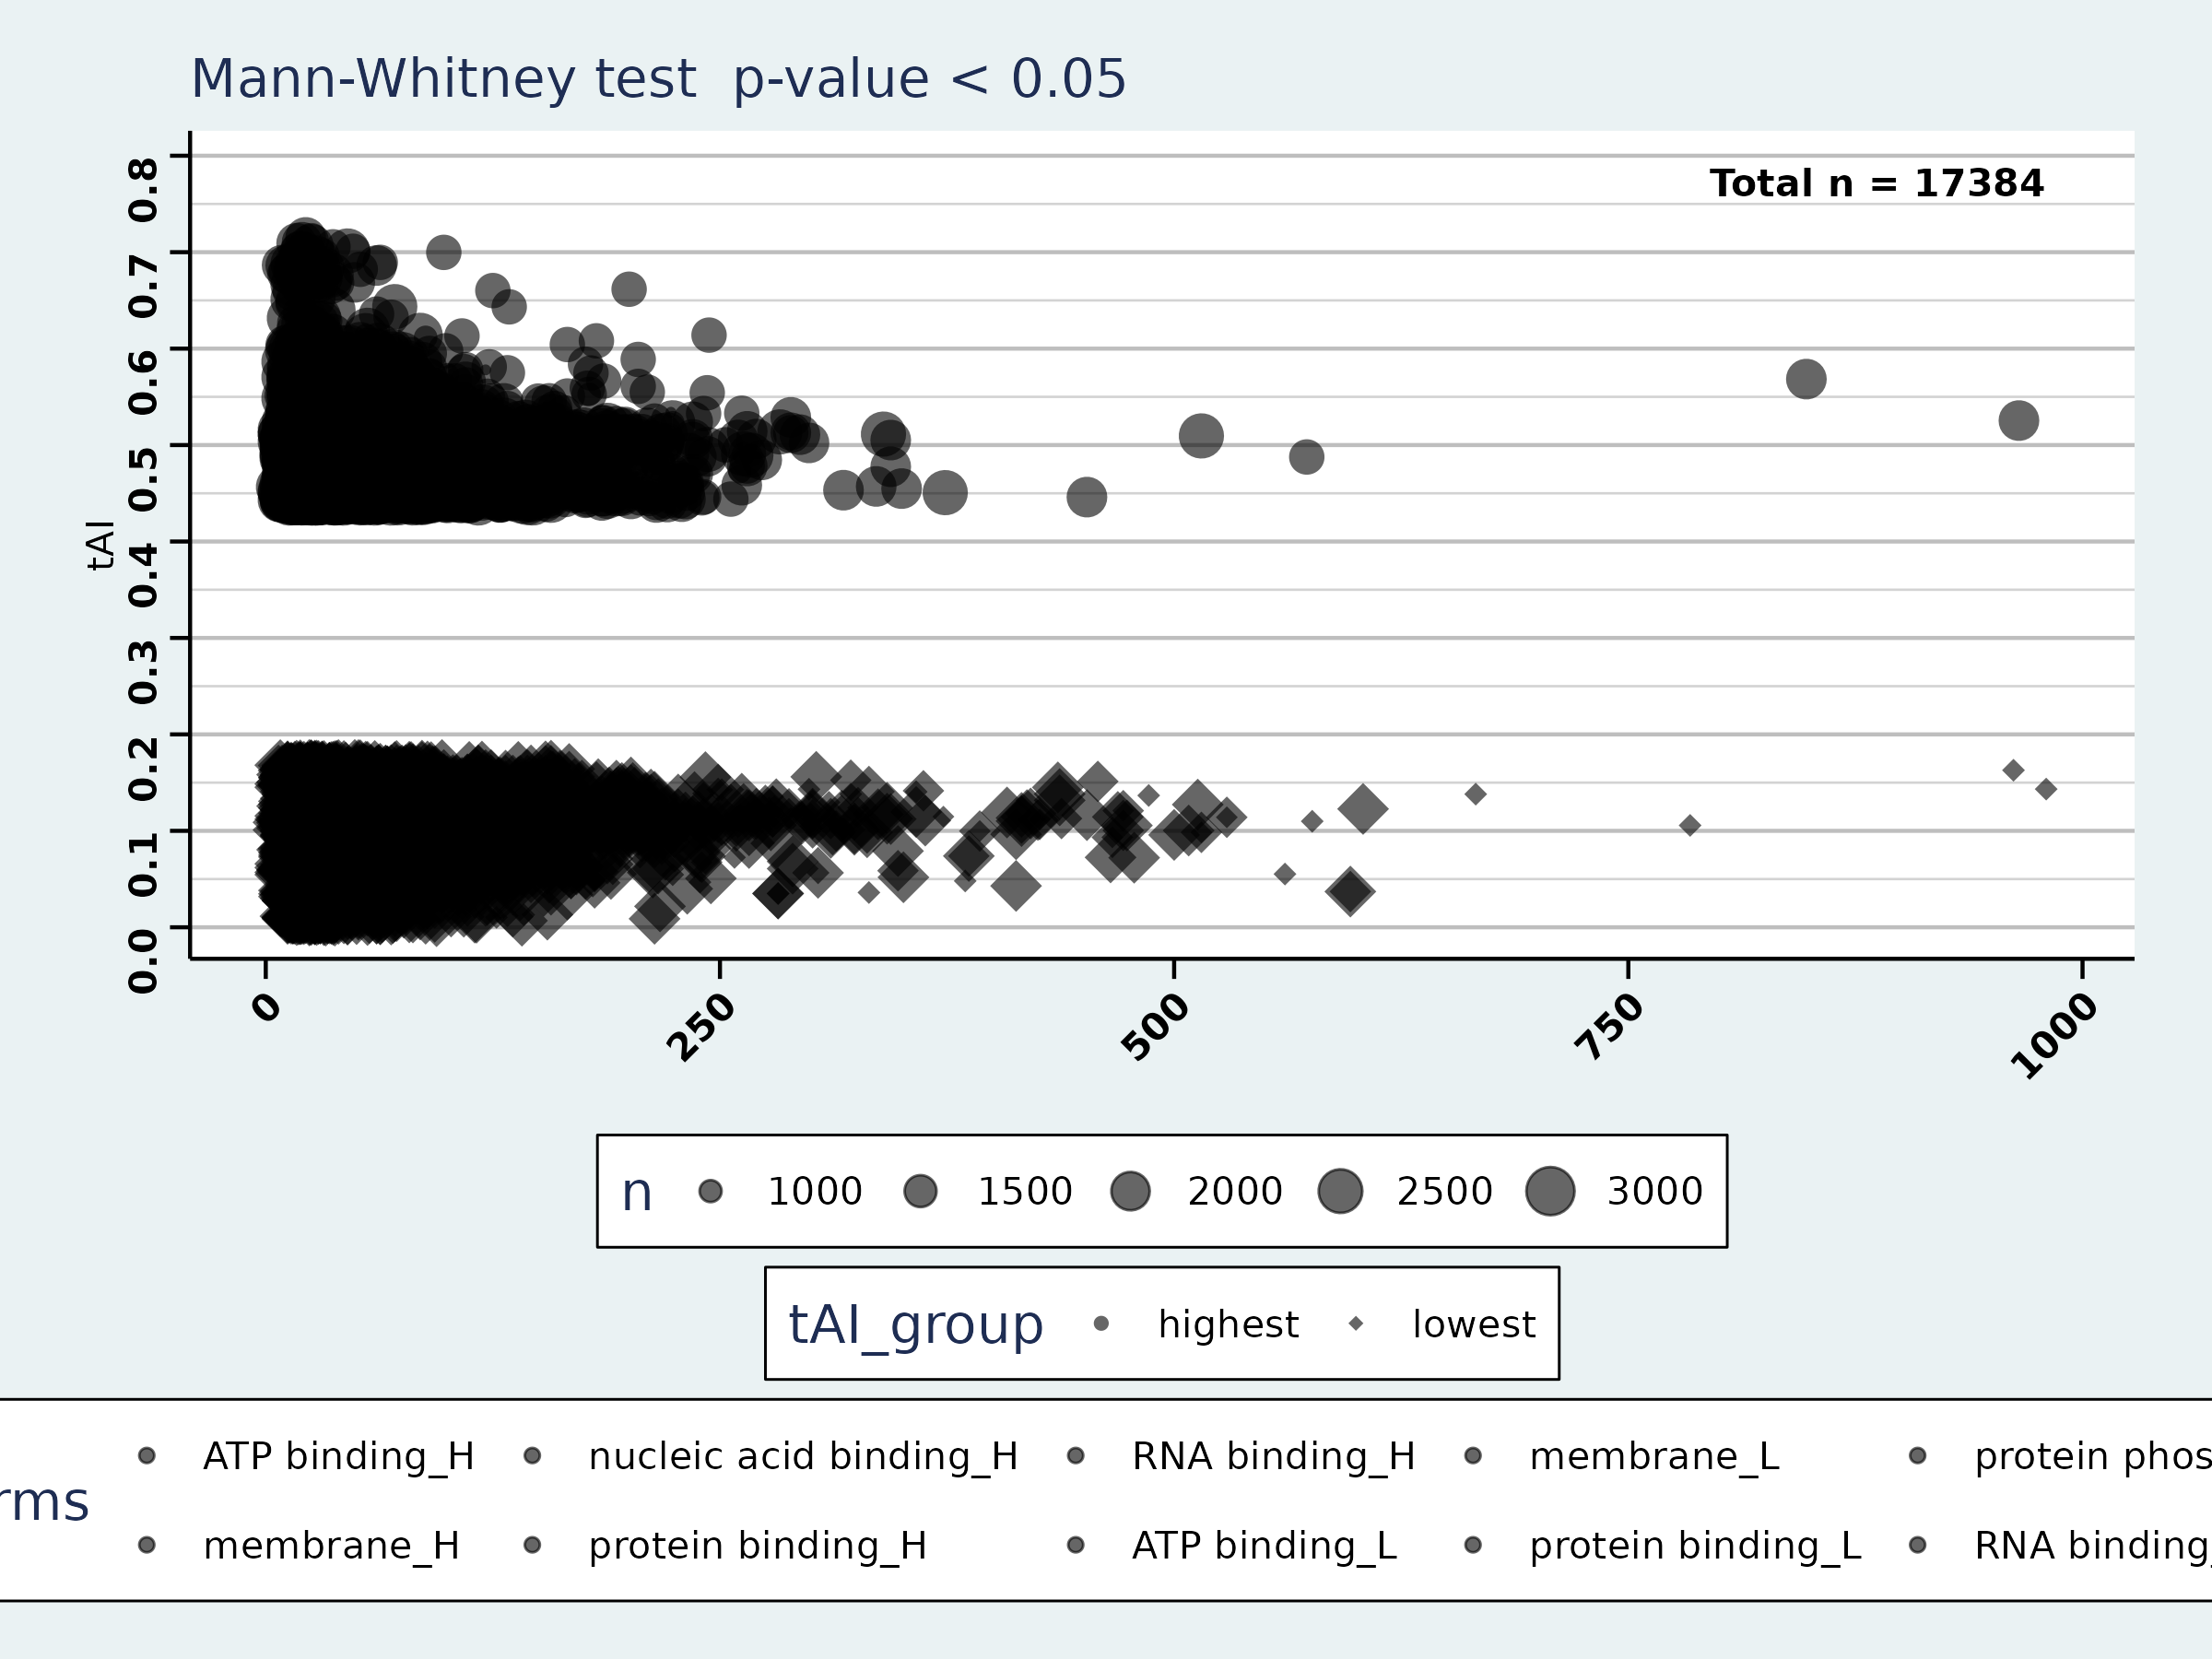 Mann-Whitney test  p-value < 0.05
Total n = 17384
0.8
0.7
0.6
0.5
0.4
0.3
0.2
0.1
0.0
tAI
0 250 500 750 1000
n 1000 1500 2000 2500 3000
tAI_group highest lowest
ATP binding_H nucleic acid binding_H RNA binding_H membrane_L protein phos
rms
membrane_H protein binding_H ATP binding_L protein binding_L RNA binding_